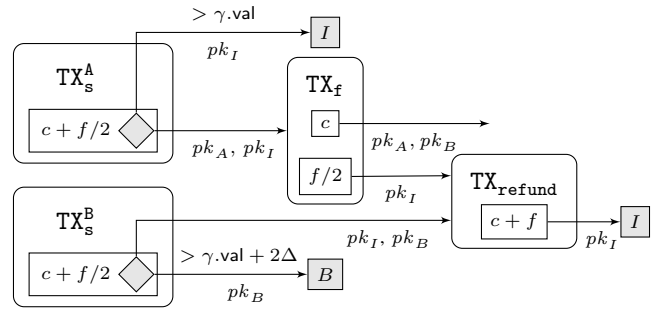 > γ.val
I
pk_I
TX_s^A
TX_f
c + f/2
c
pk_A, pk_I
pk_A, pk_B
f/2
pk_I
TX_refund
TX_s^B
c + f
I
pk_I
pk_I, pk_B
c + f/2
> γ.val + 2Δ
B
pk_B